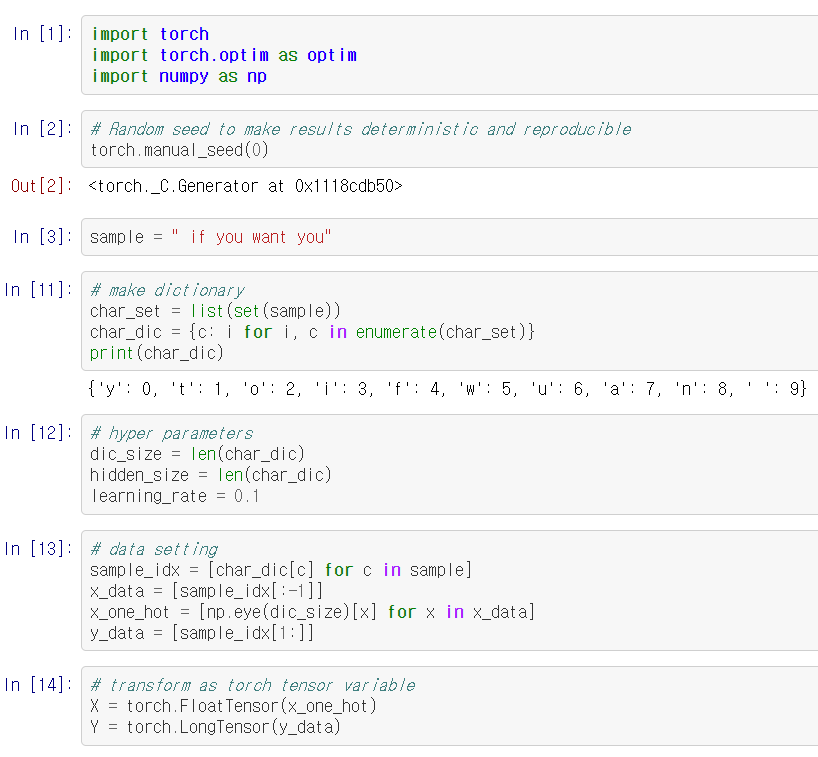 In [1]:
import torch
import torch.optim as optim
import numpy as np
In [2]:
# Random seed to make results deterministic and reproducible
torch.manual_seed(0)
Out[2]: <torch._C.Generator at 0x1118cdb50>
In [3]:
sample = " if you want you"
In [11]:
# make dictionary
char_set = list(set(sample))
char_dic = {c: i for i, c in enumerate(char_set)}
print(char_dic)
{'y': 0, 't': 1, 'o': 2, 'i': 3, 'f': 4, 'w': 5, 'u': 6, 'a': 7, 'n': 8, ' ': 9}
In [12]:
# hyper parameters
dic_size = len(char_dic)
hidden_size = len(char_dic)
learning_rate = 0.1
In [13]:
# data setting
sample_idx = [char_dic[c] for c in sample]
x_data = [sample_idx[:-1]]
x_one_hot = [np.eye(dic_size)[x] for x in x_data]
y_data = [sample_idx[1:]]
In [14]:
# transform as torch tensor variable
X = torch.FloatTensor(x_one_hot)
Y = torch.LongTensor(y_data)